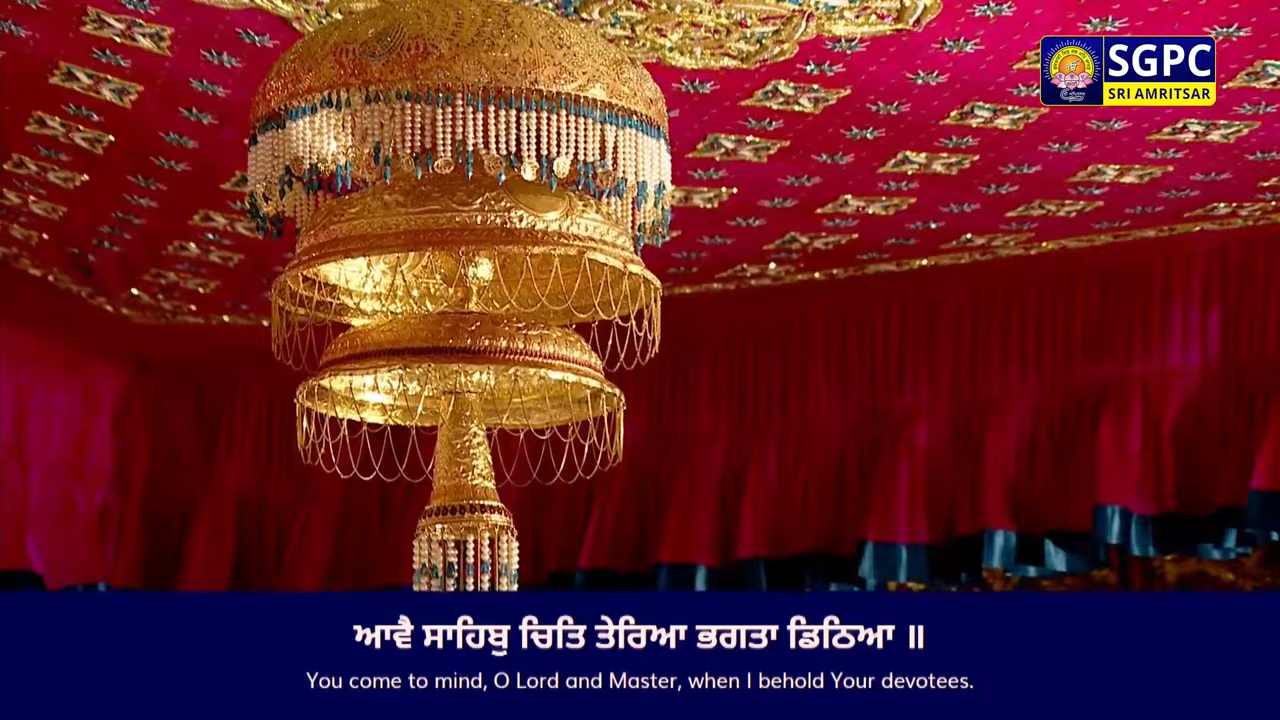 SGPC
SRI AMRITSAR
ਆਵੈ ਸਾਹਿਬੁ ਚਿਤਿ ਤੇਰਿਆ ਭਗਤਾ ਡਿਠਿਆ ॥
You come to mind, O Lord and Master, when I behold Your devotees.